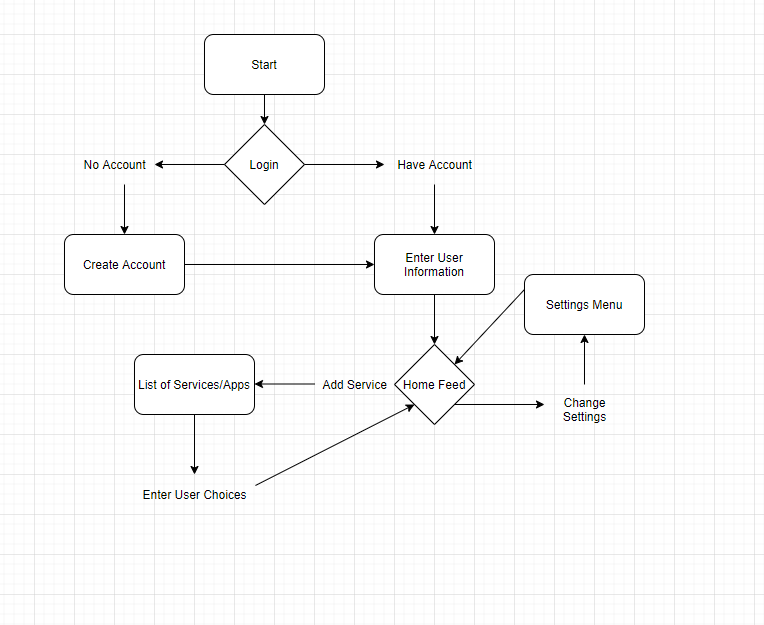 Start
Login
No Account
Have Account
Create Account
Enter User
Information
Settings Menu
List of Services/Apps
Add Service
Home Feed
Change
Settings
Enter User Choices